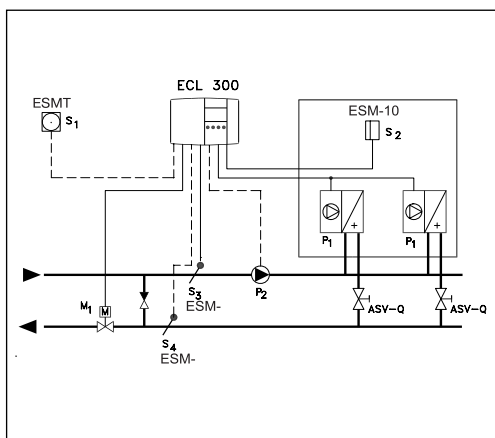 ECL 300
ESMT
S1
ESM-10
S2
P1
+
P1
+
S3
ESM-
P2
M1
M
S4
ESM-
ASV-Q
ASV-Q